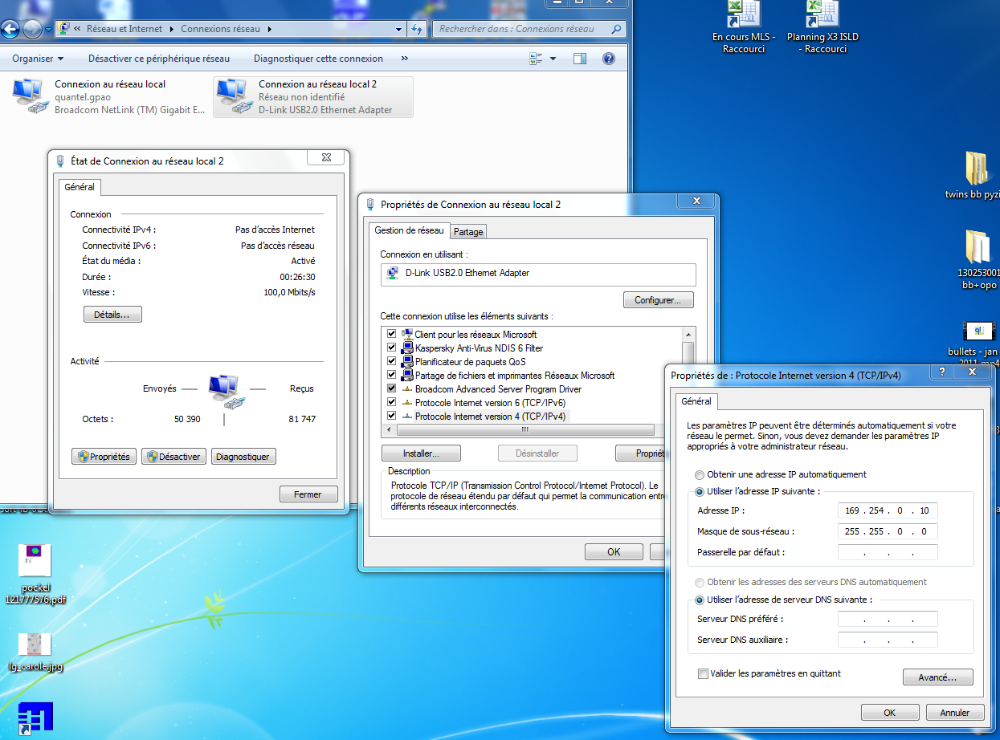 « Réseau et Internet ▸ Connexions réseau ▸
Rechercher dans : Connexions réseau
Organiser
Désactiver ce périphérique réseau
Diagnostiquer cette connexion
»
Connexion au réseau local
quantel.gpao
Broadcom NetLink (TM) Gigabit E...
Connexion au réseau local 2
Réseau non identifié
D-Link USB2.0 Ethernet Adapter
En cours MLS -
Raccourci
Planning X3 ISLD
- Raccourci
twins bb pyzi
130253001
bb+opo
bullets - jan
2011.mp4
État de Connexion au réseau local 2
Général
Connexion
Connectivité IPv4 :
Pas d'accès Internet
Connectivité IPv6 :
Pas d'accès réseau
État du média :
Activé
Durée :
00:26:30
Vitesse :
100,0 Mbits/s
Détails...
Activité
Envoyés
Reçus
Octets :
50 390
81 747
Propriétés
Désactiver
Diagnostiquer
Fermer
Propriétés de Connexion au réseau local 2
Gestion de réseau
Partage
Connexion en utilisant :
D-Link USB2.0 Ethernet Adapter
Configurer...
Cette connexion utilise les éléments suivants :
Client pour les réseaux Microsoft
Kaspersky Anti-Virus NDIS 6 Filter
Planificateur de paquets QoS
Partage de fichiers et imprimantes Réseaux Microsoft
Broadcom Advanced Server Program Driver
Protocole Internet version 6 (TCP/IPv6)
Protocole Internet version 4 (TCP/IPv4)
Installer...
Désinstaller
Propriét
Description
Protocole TCP/IP (Transmission Control Protocol/Internet Protocol). Le
protocole de réseau étendu par défaut qui permet la communication entre
différents réseaux interconnectés.
OK
Propriétés de : Protocole Internet version 4 (TCP/IPv4)
Général
Les paramètres IP peuvent être déterminés automatiquement si votre
réseau le permet. Sinon, vous devez demander les paramètres IP
appropriés à votre administrateur réseau.
Obtenir une adresse IP automatiquement
Utiliser l'adresse IP suivante :
Adresse IP :
169 . 254 . 0 . 10
Masque de sous-réseau :
255 . 255 . 0 . 0
Passerelle par défaut :
. . .
Obtenir les adresses des serveurs DNS automatiquement
Utiliser l'adresse de serveur DNS suivante :
Serveur DNS préféré :
. . .
Serveur DNS auxiliaire :
. . .
Valider les paramètres en quittant
Avancé...
OK
Annuler
pockel
121777576.pdf
lg_carole.jpg